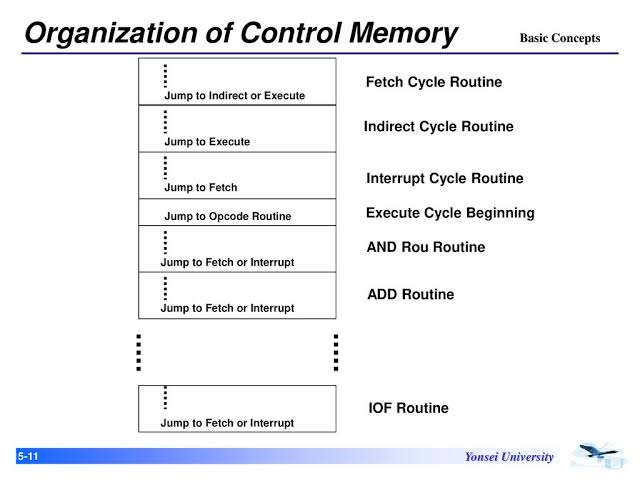 Organization of Control Memory
Basic Concepts
Jump to Indirect or Execute
Fetch Cycle Routine
Jump to Execute
Indirect Cycle Routine
Jump to Fetch
Interrupt Cycle Routine
Jump to Opcode Routine
Execute Cycle Beginning
Jump to Fetch or Interrupt
AND Rou Routine
Jump to Fetch or Interrupt
ADD Routine
Jump to Fetch or Interrupt
IOF Routine
5-11
Yonsei University